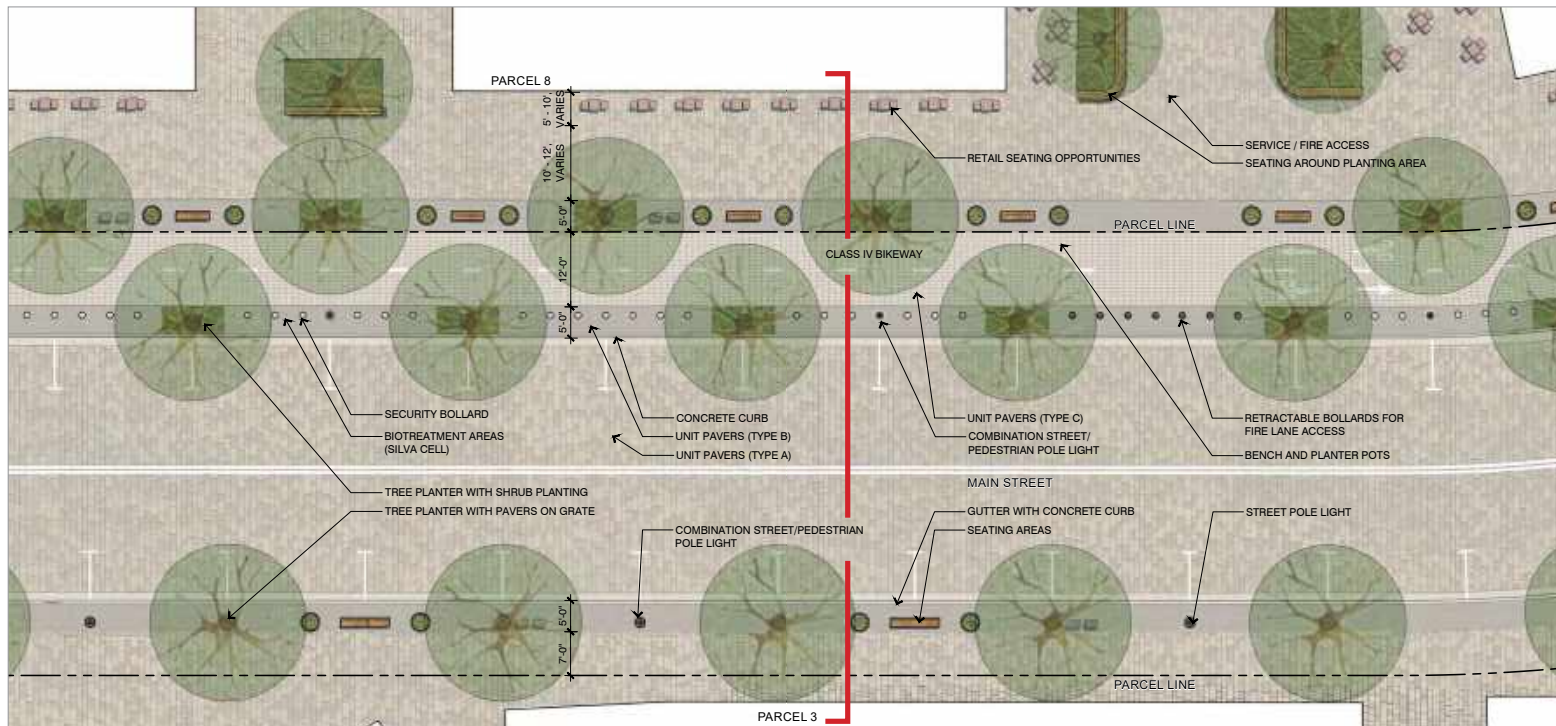 PARCEL 8
5' - 10',
VARIES
10' - 12',
VARIES
5'-0"
12'-0"
5'-0"
RETAIL SEATING OPPORTUNITIES
SERVICE / FIRE ACCESS
SEATING AROUND PLANTING AREA
PARCEL LINE
CLASS IV BIKEWAY
SECURITY BOLLARD
BIOTREATMENT AREAS
(SILVA CELL)
CONCRETE CURB
UNIT PAVERS (TYPE B)
UNIT PAVERS (TYPE A)
UNIT PAVERS (TYPE C)
COMBINATION STREET/
PEDESTRIAN POLE LIGHT
RETRACTABLE BOLLARDS FOR
FIRE LANE ACCESS
BENCH AND PLANTER POTS
MAIN STREET
TREE PLANTER WITH SHRUB PLANTING
TREE PLANTER WITH PAVERS ON GRATE
COMBINATION STREET/PEDESTRIAN
POLE LIGHT
GUTTER WITH CONCRETE CURB
SEATING AREAS
STREET POLE LIGHT
5'-0"
7'-0"
PARCEL LINE
PARCEL 3